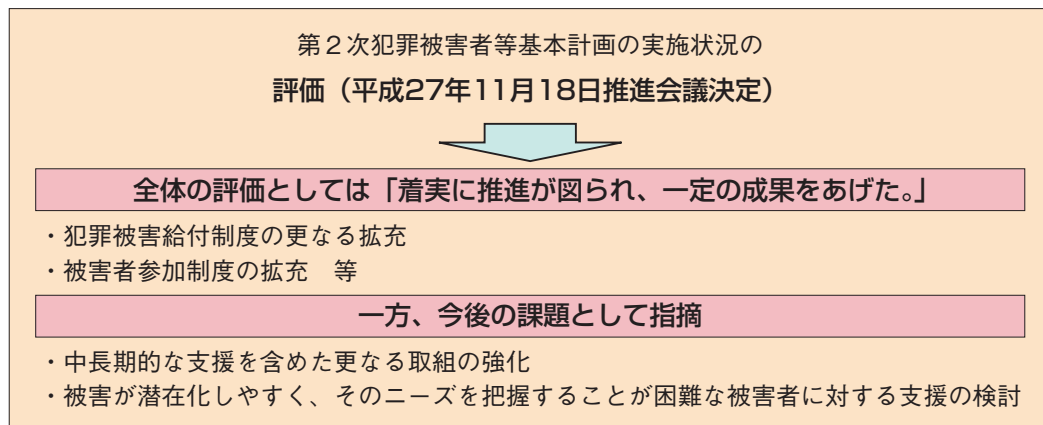 第２次犯罪被害者等基本計画の実施状況の
評価（平成27年11月18日推進会議決定）
全体の評価としては「着実に推進が図られ、一定の成果をあげた。」
・犯罪被害給付制度の更なる拡充
・被害者参加制度の拡充　等
一方、今後の課題として指摘
・中長期的な支援を含めた更なる取組の強化
・被害が潜在化しやすく、そのニーズを把握することが困難な被害者に対する支援の検討